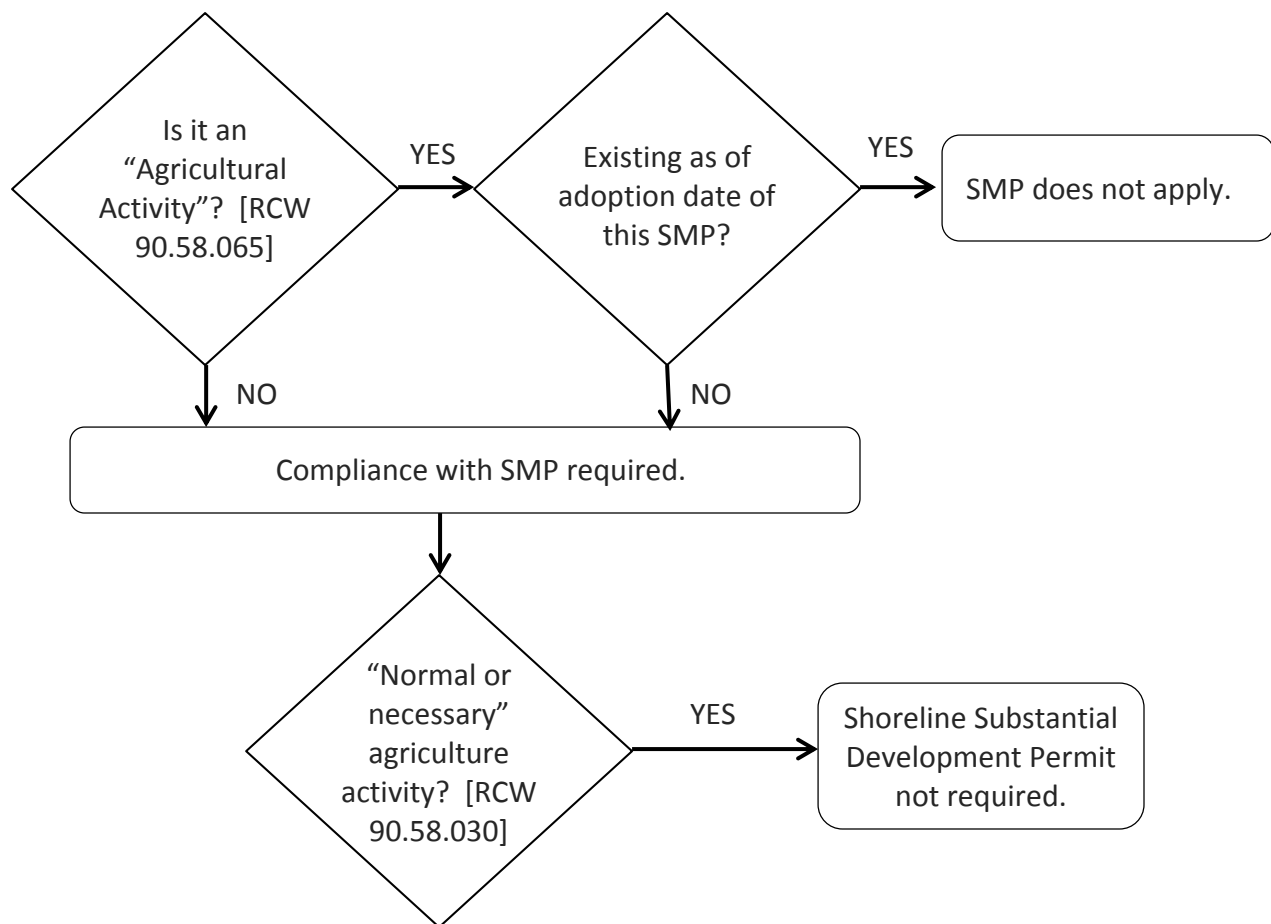 Is it an
“Agricultural
Activity”? [RCW
90.58.065]
YES
Existing as of
adoption date of
this SMP?
YES
SMP does not apply.
NO
NO
Compliance with SMP required.
“Normal or
necessary”
agriculture
activity? [RCW
90.58.030]
YES
Shoreline Substantial
Development Permit
not required.